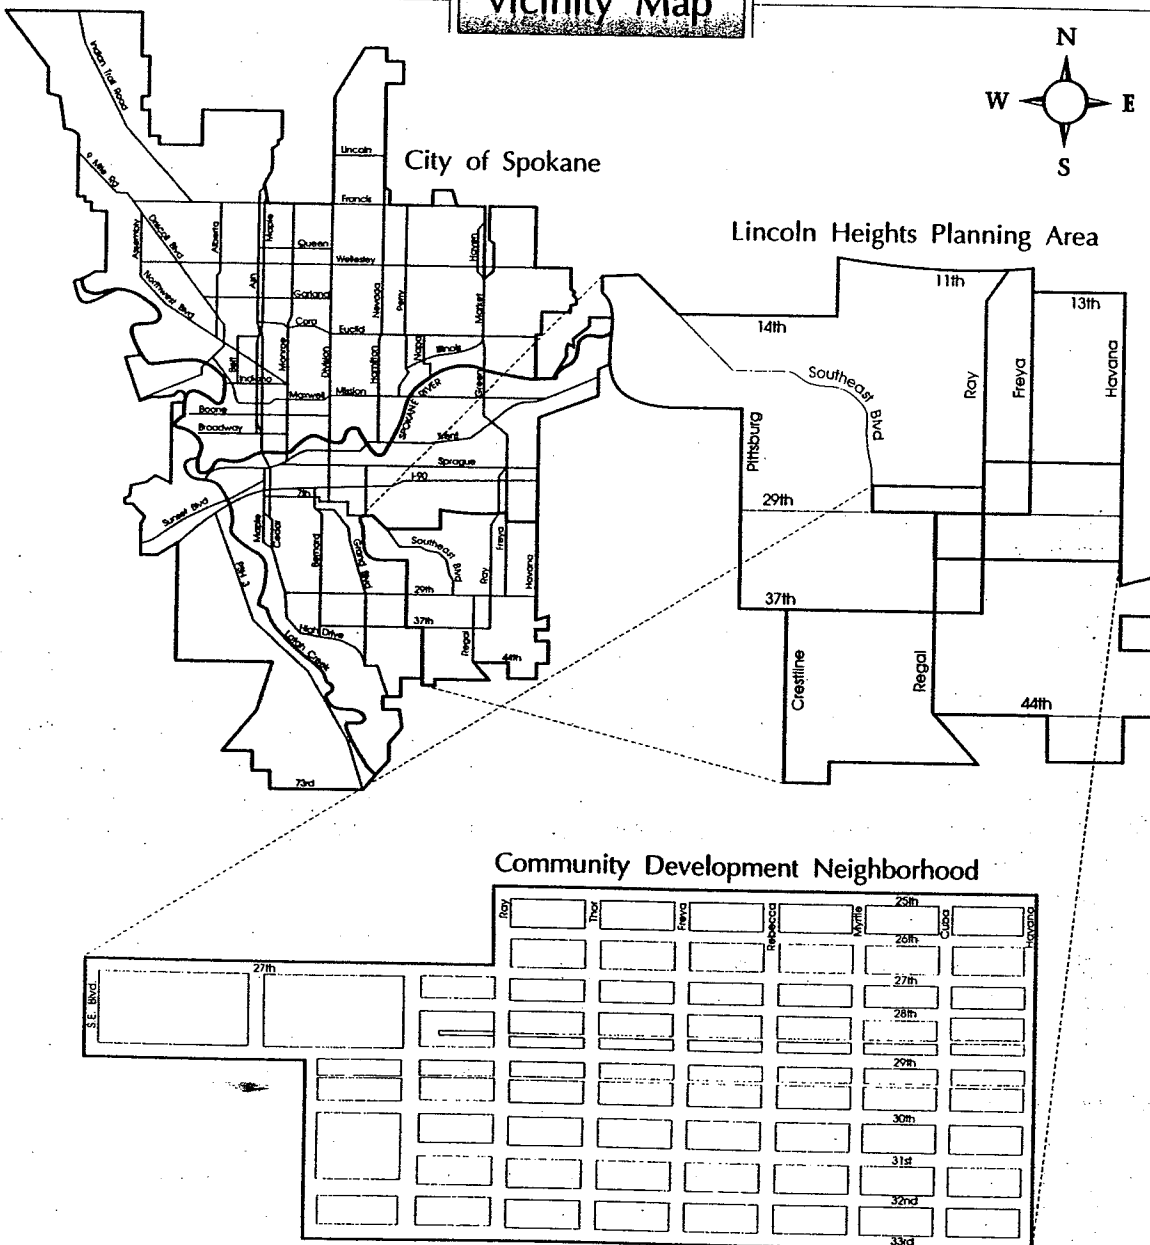 Vicinity Map
N
W E
S
City of Spokane
Indian Trail Road
9 Mile Rd
Lincoln
Francis
Assembly
Driscoll Blvd
Alberta
Maple
Ash
Queen
Wellesley
Haven
Northwest Blvd
Garland
Nevada
Perry
Market
Cora
Euclid
Belt
Monroe
Division
Hamilton
Napa
Illinois
Indiana
Maxwell
Mission
Green
SPOKANE RIVER
Boone
Broadway
Trent
Sprague
I-90
7th
Sunset Blvd
Maple
Cedar
Bernard
Grand Blvd
Southeast Blvd
Ray
Freya
Havana
PSH 3
29th
37th
High Drive
Latah Creek
Regal
44th
73rd
Lincoln Heights Planning Area
11th
13th
14th
Southeast Blvd
Ray
Freya
Havana
Pittsburg
29th
37th
Crestline
Regal
44th
Community Development Neighborhood
Ray
Thor
Freya
Rebecca
Myrtle
Cuba
Havana
25th
26th
27th
S.E. Blvd.
27th
28th
29th
30th
31st
32nd
33rd